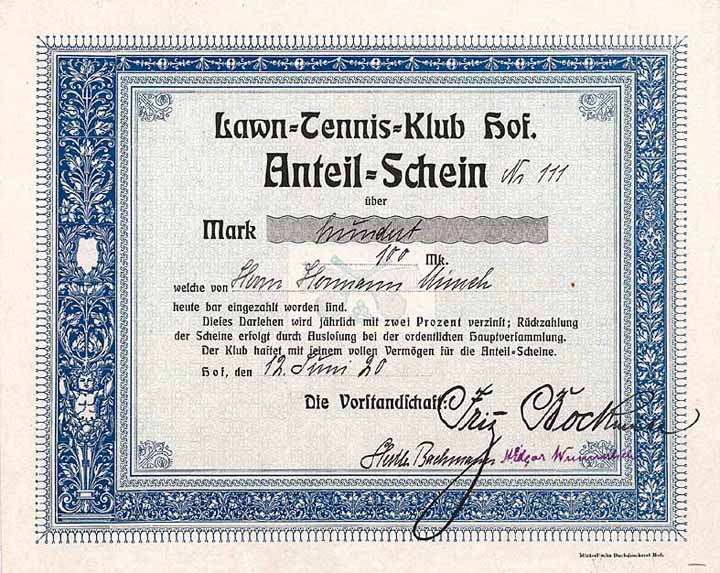 Lawn-Tennis-Klub Hof.
Anteil-Schein Nr 111
über
Mark hundert
100 Mk.
welche von Herrn Hermann
heute bar eingezahlt worden sind.
Dieses Darlehen wird jährlich mit zwei Prozent verzinst; Rückzahlung
der Scheine erfolgt durch Auslosung bei der ordentlichen Hauptversammlung.
Der Klub haftet mit seinem vollen Vermögen für die Anteil-Scheine.
Hof, den 12. Juni 20
Die Vorstandschaft: Fritz
Bachmann Edgar
Buchdruckerei Hof.